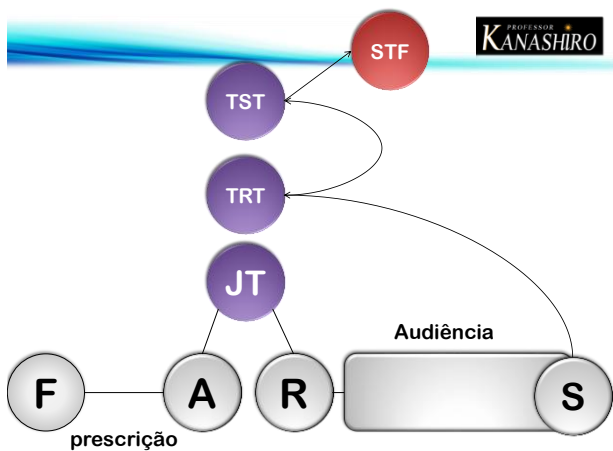 STF
PROFESSOR
KANASHIRO
TST
TRT
JT
Audiência
F
A
R
S
prescrição